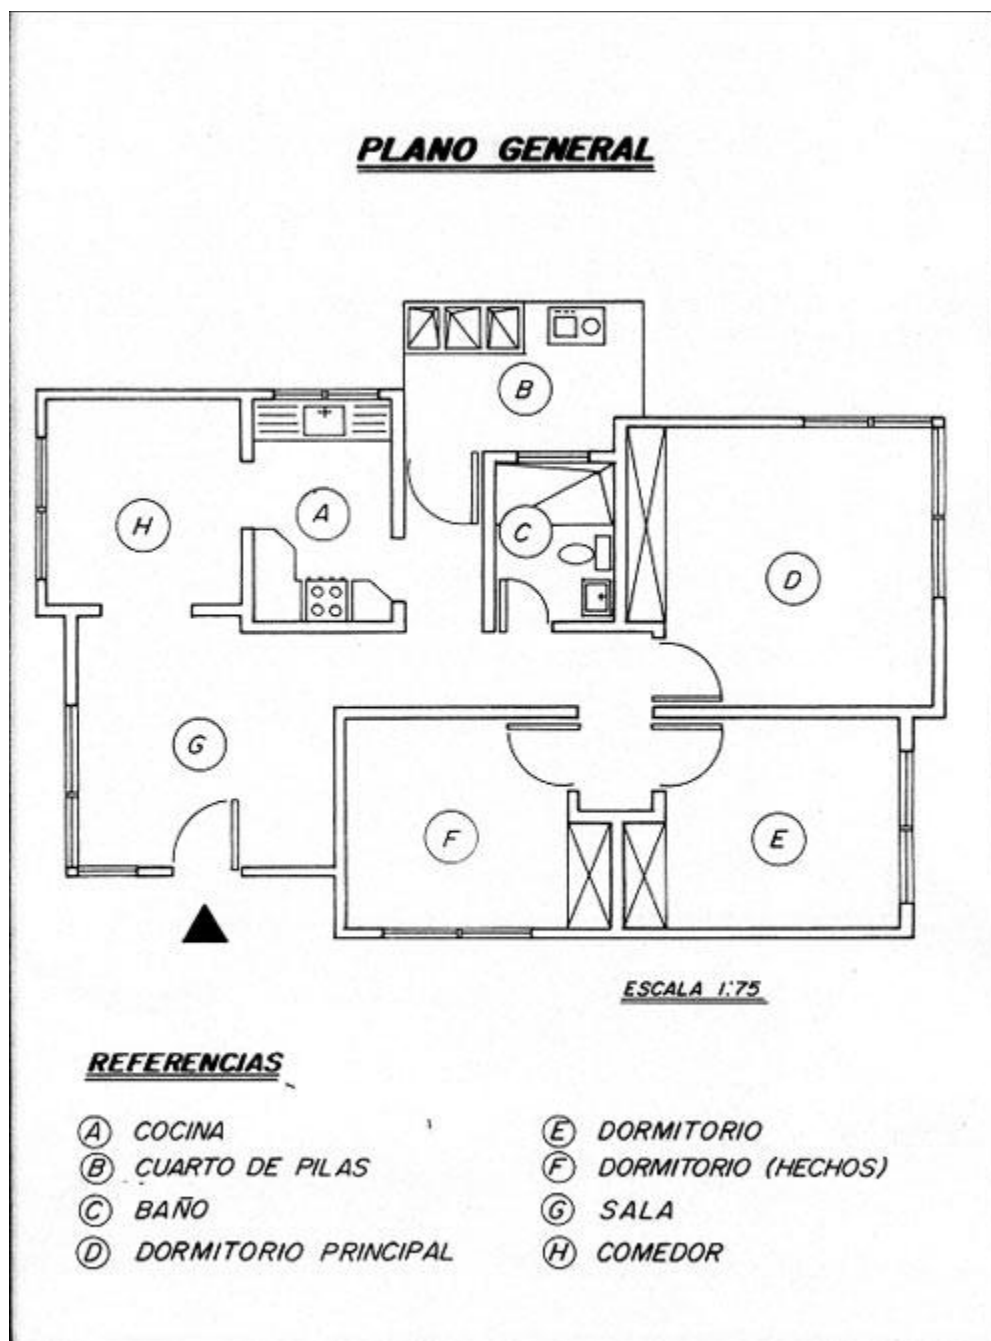 PLANO GENERAL
B
A
H
C
D
G
F
E
ESCALA 1:75
REFERENCIAS
A COCINA
B CUARTO DE PILAS
C BAÑO
D DORMITORIO PRINCIPAL
E DORMITORIO
F DORMITORIO (HECHOS)
G SALA
H COMEDOR